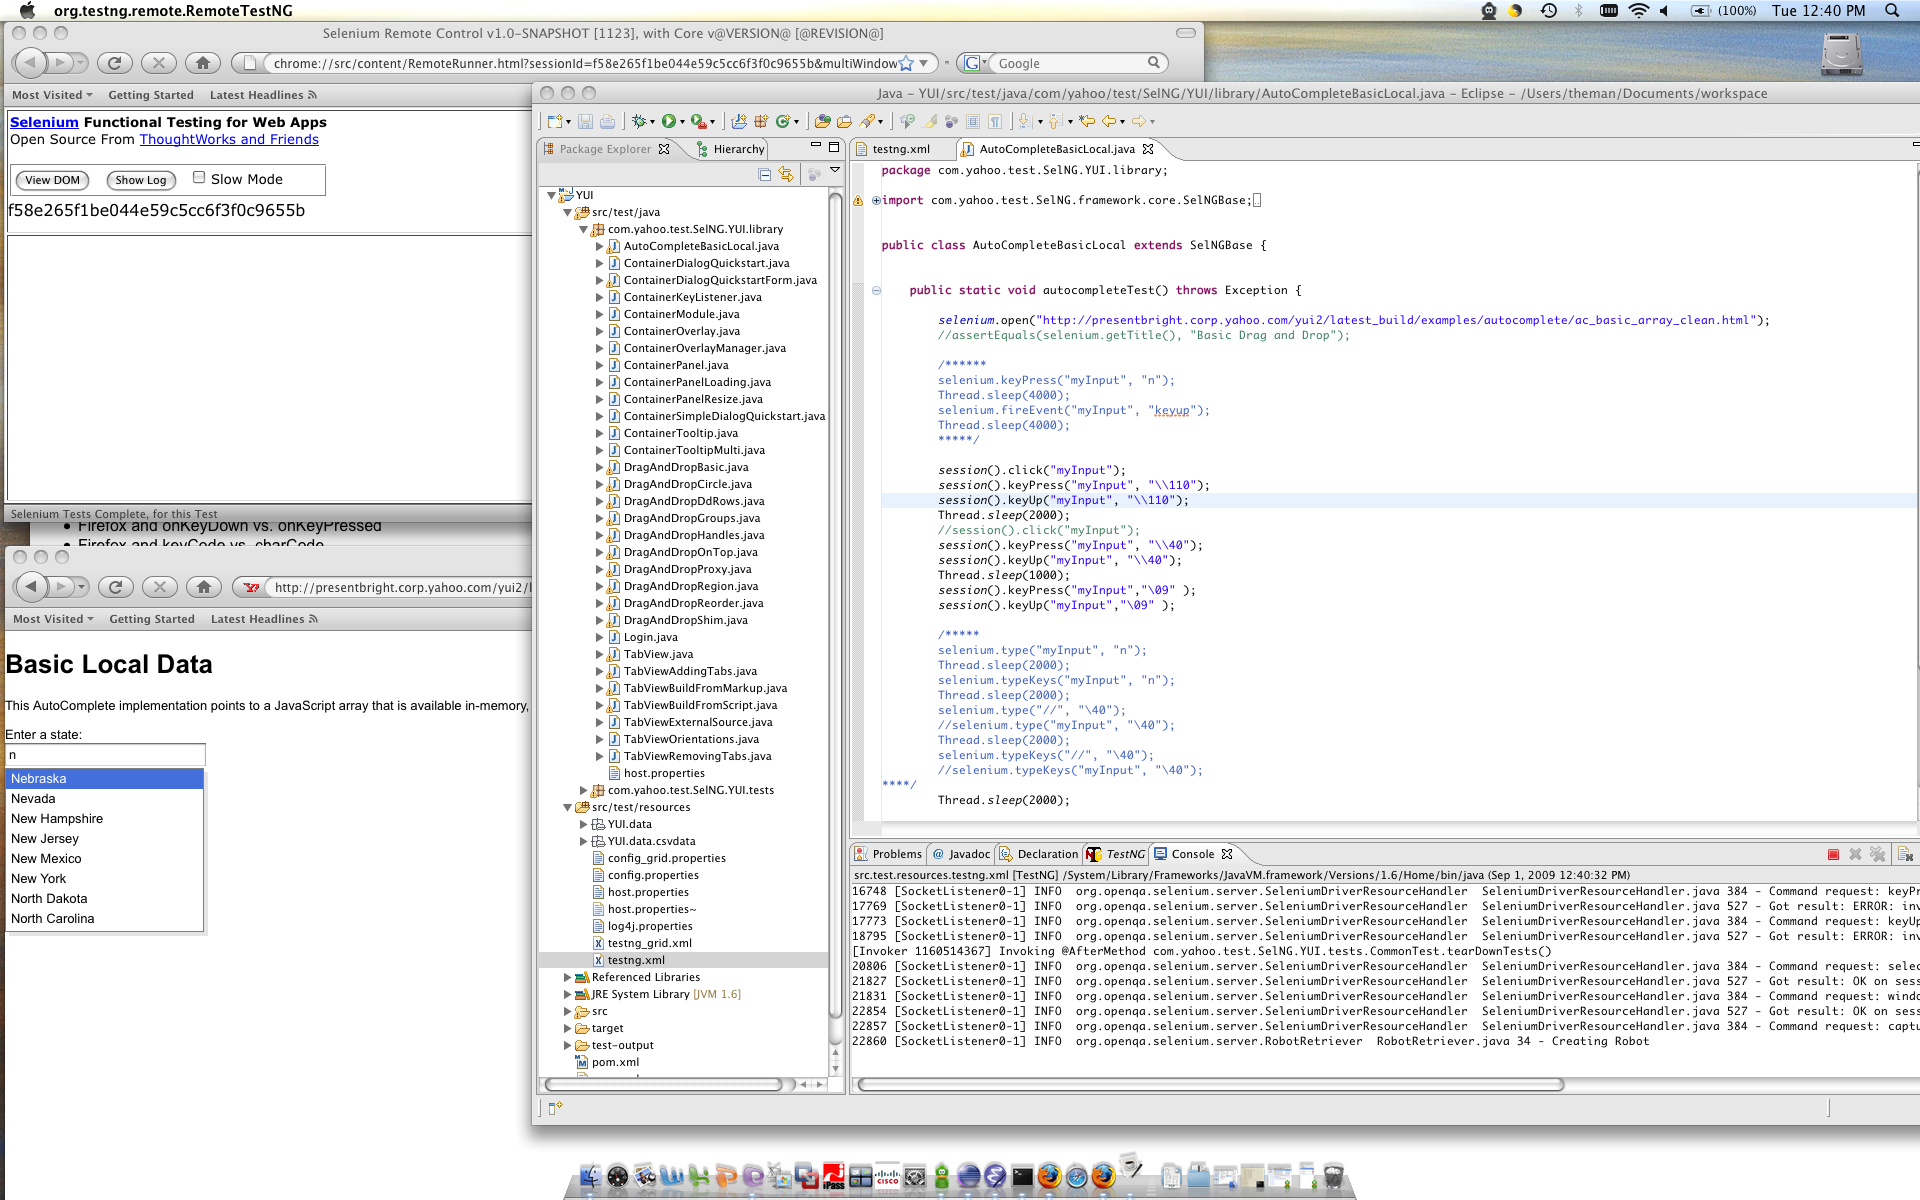 org.testng.remote.RemoteTestNG
(100%) Tue 12:40 PM
Selenium Remote Control v1.0-SNAPSHOT [1123], with Core v@VERSION@ [@REVISION@]
chrome://src/content/RemoteRunner.html?sessionId=f58e265f1be044e59c5cc6f3f0c9655b&multiWindow
Google
Most Visited Getting Started Latest Headlines
Selenium Functional Testing for Web Apps
Open Source From ThoughtWorks and Friends
View DOM Show Log Slow Mode
f58e265f1be044e59c5cc6f3f0c9655b
Selenium Tests Complete, for this Test
Firefox and onKeyDown vs. onKeyPressed
Firefox and keyCode vs. charCode
http://presentbright.corp.yahoo.com/yui2/l
Most Visited Getting Started Latest Headlines
Basic Local Data
This AutoComplete implementation points to a JavaScript array that is available in-memory,
Enter a state:
n
Nebraska
Nevada
New Hampshire
New Jersey
New Mexico
New York
North Dakota
North Carolina
Java - YUI/src/test/java/com/yahoo/test/SelNG/YUI/library/AutoCompleteBasicLocal.java - Eclipse - /Users/theman/Documents/workspace
Package Explorer Hierarchy
YUI
src/test/java
com.yahoo.test.SelNG.YUI.library
AutoCompleteBasicLocal.java
ContainerDialogQuickstart.java
ContainerDialogQuickstartForm.java
ContainerKeyListener.java
ContainerModule.java
ContainerOverlay.java
ContainerOverlayManager.java
ContainerPanel.java
ContainerPanelLoading.java
ContainerPanelResize.java
ContainerSimpleDialogQuickstart.java
ContainerTooltip.java
ContainerTooltipMulti.java
DragAndDropBasic.java
DragAndDropCircle.java
DragAndDropDdRows.java
DragAndDropGroups.java
DragAndDropHandles.java
DragAndDropOnTop.java
DragAndDropProxy.java
DragAndDropRegion.java
DragAndDropReorder.java
DragAndDropShim.java
Login.java
TabView.java
TabViewAddingTabs.java
TabViewBuildFromMarkup.java
TabViewBuildFromScript.java
TabViewExternalSource.java
TabViewOrientations.java
TabViewRemovingTabs.java
host.properties
com.yahoo.test.SelNG.YUI.tests
src/test/resources
YUI.data
YUI.data.csvdata
config_grid.properties
config.properties
host.properties
host.properties~
log4j.properties
testng_grid.xml
testng.xml
Referenced Libraries
JRE System Library [JVM 1.6]
src
target
test-output
pom.xml
testng.xml AutoCompleteBasicLocal.java
package com.yahoo.test.SelNG.YUI.library;
import com.yahoo.test.SelNG.framework.core.SelNGBase;
public class AutoCompleteBasicLocal extends SelNGBase {
public static void autocompleteTest() throws Exception {
selenium.open("http://presentbright.corp.yahoo.com/yui2/latest_build/examples/autocomplete/ac_basic_array_clean.html");
//assertEquals(selenium.getTitle(), "Basic Drag and Drop");
/******
selenium.keyPress("myInput", "n");
Thread.sleep(4000);
selenium.fireEvent("myInput", "keyup");
Thread.sleep(4000);
*****/
session().click("myInput");
session().keyPress("myInput", "\\110");
session().keyUp("myInput", "\\110");
Thread.sleep(2000);
//session().click("myInput");
session().keyPress("myInput", "\\40");
session().keyUp("myInput", "\\40");
Thread.sleep(1000);
session().keyPress("myInput","\09" );
session().keyUp("myInput","\09" );
/*****
selenium.type("myInput", "n");
Thread.sleep(2000);
selenium.typeKeys("myInput", "n");
Thread.sleep(2000);
selenium.type("//", "\40");
//selenium.type("myInput", "\40");
Thread.sleep(2000);
selenium.typeKeys("//", "\40");
//selenium.typeKeys("myInput", "\40");
****/
Thread.sleep(2000);
Problems Javadoc Declaration TestNG Console
src.test.resources.testng.xml [TestNG] /System/Library/Frameworks/JavaVM.framework/Versions/1.6/Home/bin/java (Sep 1, 2009 12:40:32 PM)
16748 [SocketListener0-1] INFO org.openqa.selenium.server.SeleniumDriverResourceHandler SeleniumDriverResourceHandler.java 384 - Command request: keyPr
17769 [SocketListener0-1] INFO org.openqa.selenium.server.SeleniumDriverResourceHandler SeleniumDriverResourceHandler.java 527 - Got result: ERROR: inv
17773 [SocketListener0-1] INFO org.openqa.selenium.server.SeleniumDriverResourceHandler SeleniumDriverResourceHandler.java 384 - Command request: keyUp
18795 [SocketListener0-1] INFO org.openqa.selenium.server.SeleniumDriverResourceHandler SeleniumDriverResourceHandler.java 527 - Got result: ERROR: inv
[Invoker 1160514367] Invoking @AfterMethod com.yahoo.test.SelNG.YUI.tests.CommonTest.tearDownTests()
20806 [SocketListener0-1] INFO org.openqa.selenium.server.SeleniumDriverResourceHandler SeleniumDriverResourceHandler.java 384 - Command request: selec
21827 [SocketListener0-1] INFO org.openqa.selenium.server.SeleniumDriverResourceHandler SeleniumDriverResourceHandler.java 527 - Got result: OK on sess
21831 [SocketListener0-1] INFO org.openqa.selenium.server.SeleniumDriverResourceHandler SeleniumDriverResourceHandler.java 384 - Command request: windo
22854 [SocketListener0-1] INFO org.openqa.selenium.server.SeleniumDriverResourceHandler SeleniumDriverResourceHandler.java 527 - Got result: OK on sess
22857 [SocketListener0-1] INFO org.openqa.selenium.server.SeleniumDriverResourceHandler SeleniumDriverResourceHandler.java 384 - Command request: captu
22860 [SocketListener0-1] INFO org.openqa.selenium.server.RobotRetriever RobotRetriever.java 34 - Creating Robot
iPass
CISCO